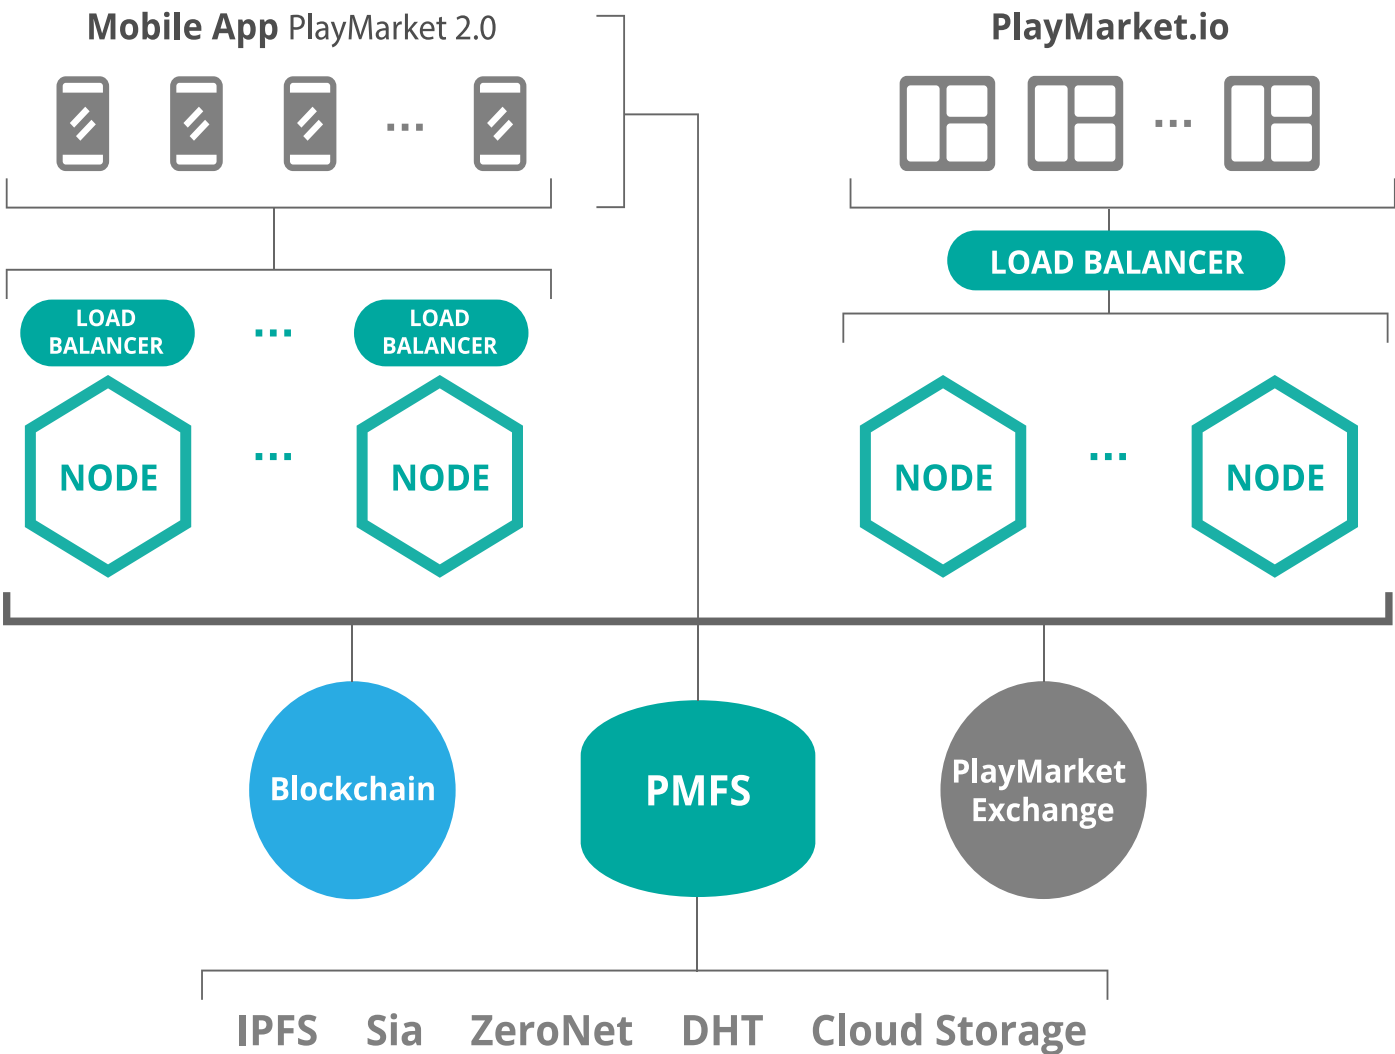 Mobile App PlayMarket 2.0
PlayMarket.io
...
...
LOAD BALANCER
LOAD
BALANCER
...
LOAD
BALANCER
NODE
...
NODE
NODE
...
NODE
Blockchain
PMFS
PlayMarket
Exchange
IPFS Sia ZeroNet DHT Cloud Storage